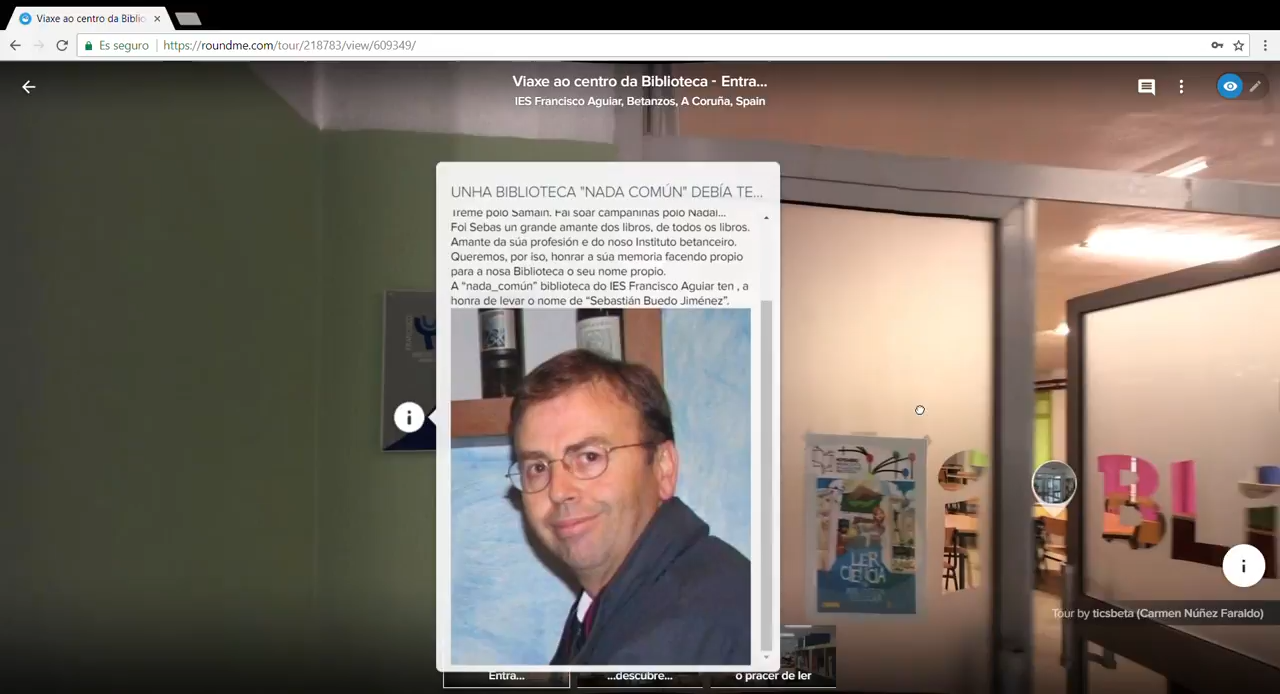 Viaxe ao centro da Biblio
Es seguro
https://roundme.com/tour/218783/view/609349/
Viaxe ao centro da Biblioteca - Entra...
IES Francisco Aguiar, Betanzos, A Coruña, Spain
UNHA BIBLIOTECA "NADA COMÚN" DEBÍA TE...
Treme polo Samaín. Fai soar campaniñas polo Nadal...
Foi Sebas un grande amante dos libros, de todos os libros.
Amante da súa profesión e do noso Instituto betanceiro.
Queremos, por iso, honrar a súa memoria facendo propio
para a nosa Biblioteca o seu nome propio.
A “nada_común” biblioteca do IES Francisco Aguiar ten , a
honra de levar o nome de “Sebastián Buedo Jiménez”.
i
LER
CIENCIA
BL
i
Tour by ticsbeta (Carmen Núñez Faraldo)
Entra...
...descubre...
o pracer de ler